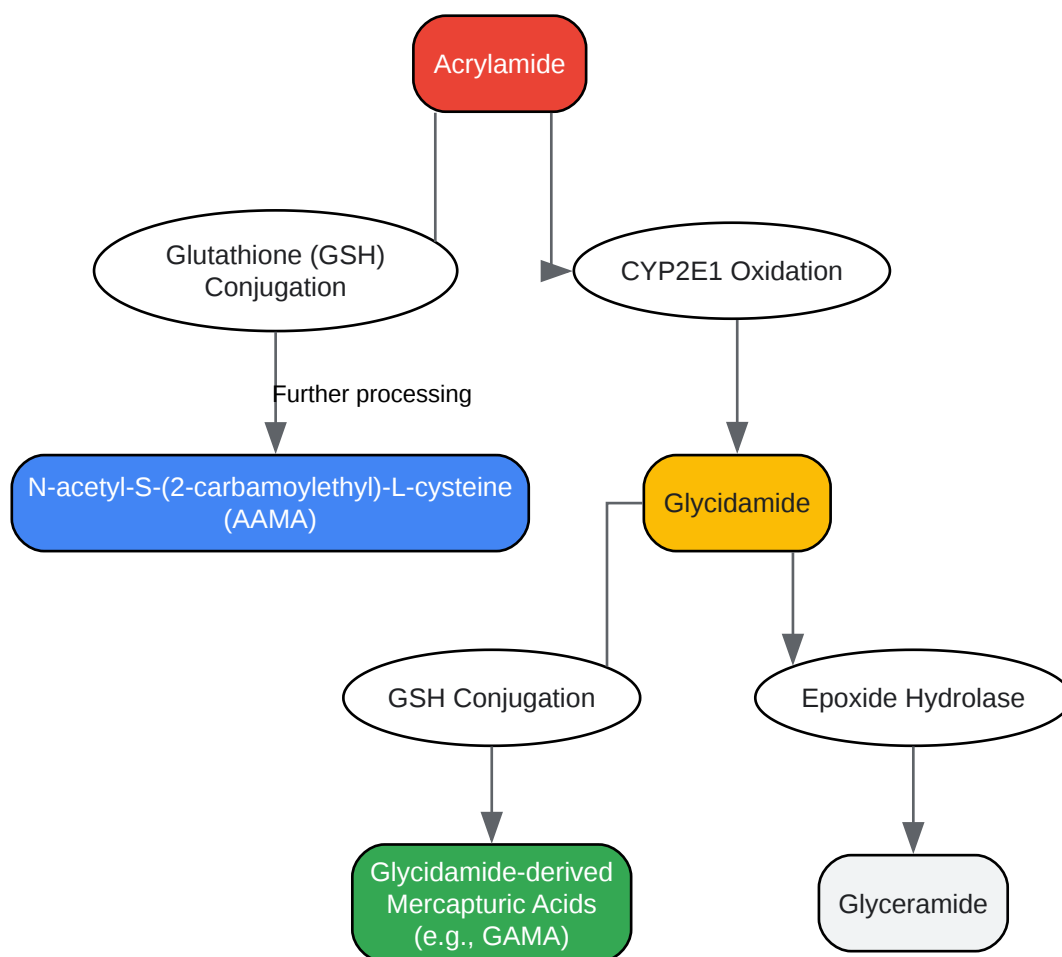 Acrylamide
Glutathione (GSH)
Conjugation
CYP2E1 Oxidation
Further processing
N-acetyl-S-(2-carbamoylethyl)-L-cysteine
(AAMA)
Glycidamide
GSH Conjugation
Epoxide Hydrolase
Glycidamide-derived
Mercapturic Acids
(e.g., GAMA)
Glyceramide